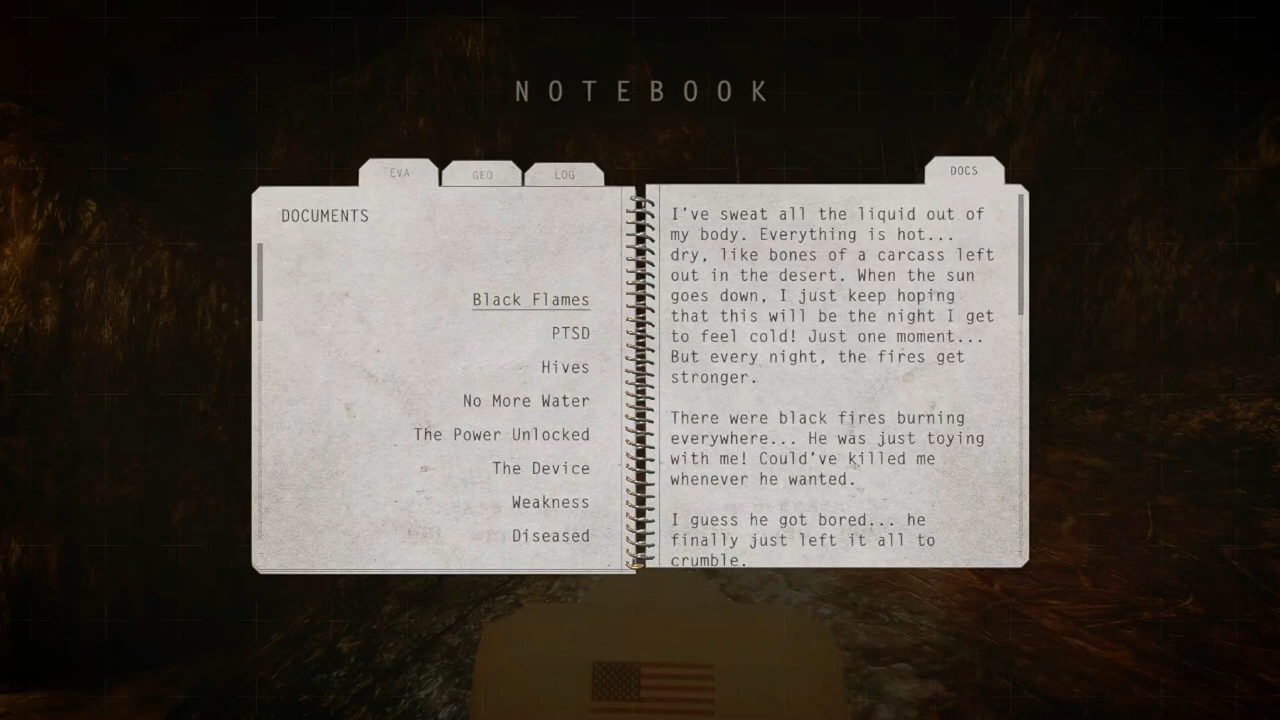 NOTEBOOK
EVA
GEO
LOG
DOCS
DOCUMENTS
Black Flames
PTSD
Hives
No More Water
The Power Unlocked
The Device
Weakness
Diseased
I've sweat all the liquid out of
my body. Everything is hot...
dry, like bones of a carcass left
out in the desert. When the sun
goes down, I just keep hoping
that this will be the night I get
to feel cold! Just one moment...
But every night, the fires get
stronger.
There were black fires burning
everywhere... He was just toying
with me! Could've killed me
whenever he wanted.
I guess he got bored... he
finally just left it all to
crumble.